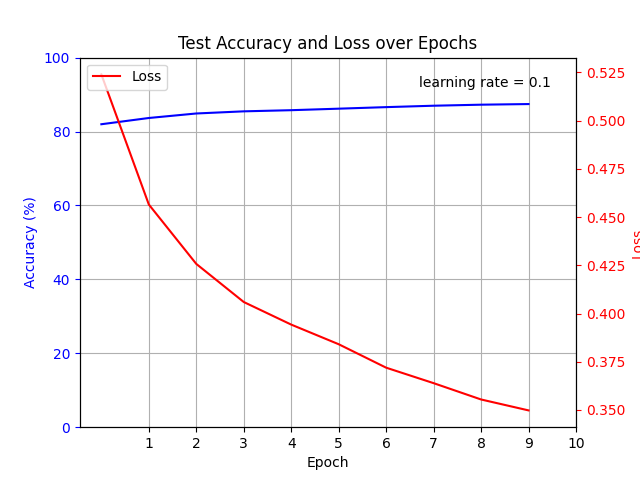 Test Accuracy and Loss over Epochs
Loss
learning rate = 0.1
100
80
60
40
20
0
Accuracy (%)
0.525
0.500
0.475
0.450
0.425
0.400
0.375
0.350
Loss
1 2 3 4 5 6 7 8 9 10
Epoch